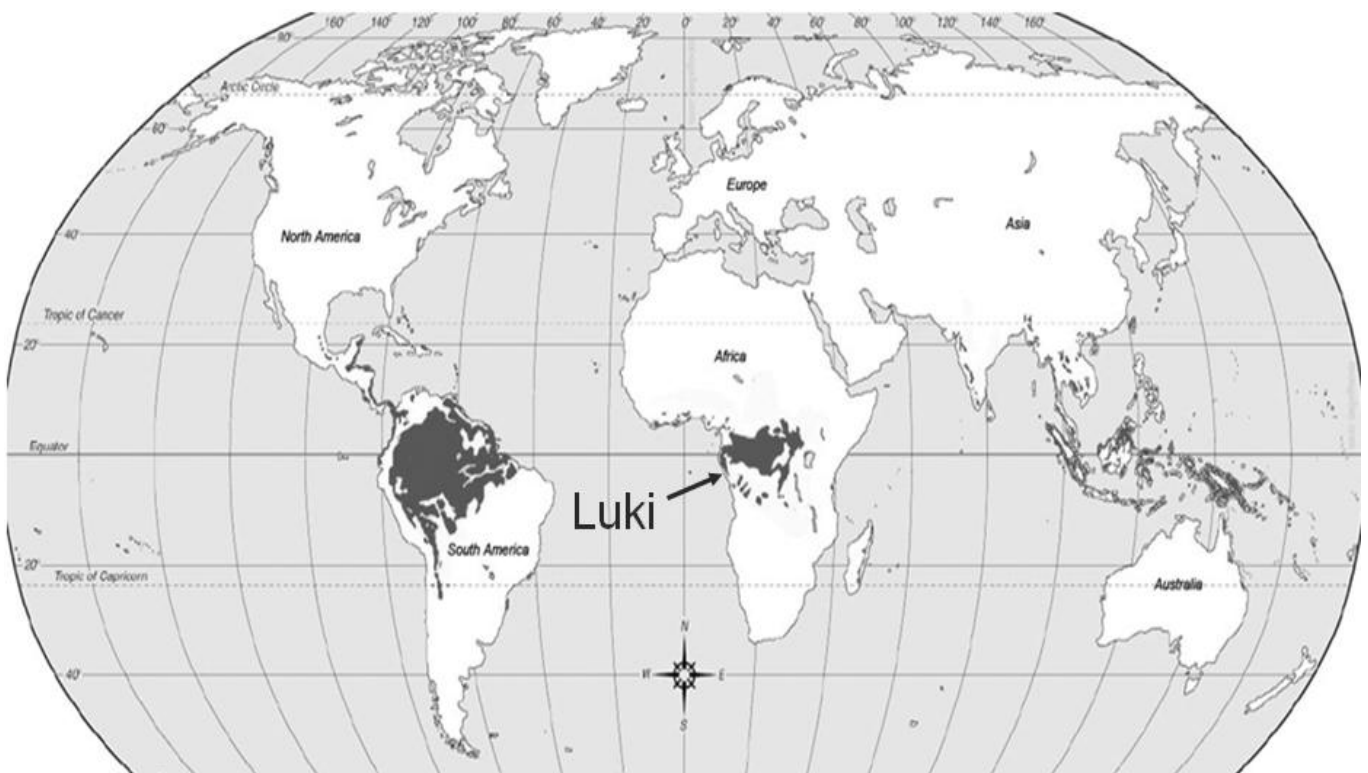 160° 140° 120° 100° 80° 60° 40° 20° 0° 20° 40° 60° 80° 100° 120° 140° 160°
80°
Arctic Circle
60°
Europe
North America
Asia
40°
Tropic of Cancer
20°
Africa
Equator
0°
Luki
South America
20°
Tropic of Capricorn
Australia
N
40°
W E
S